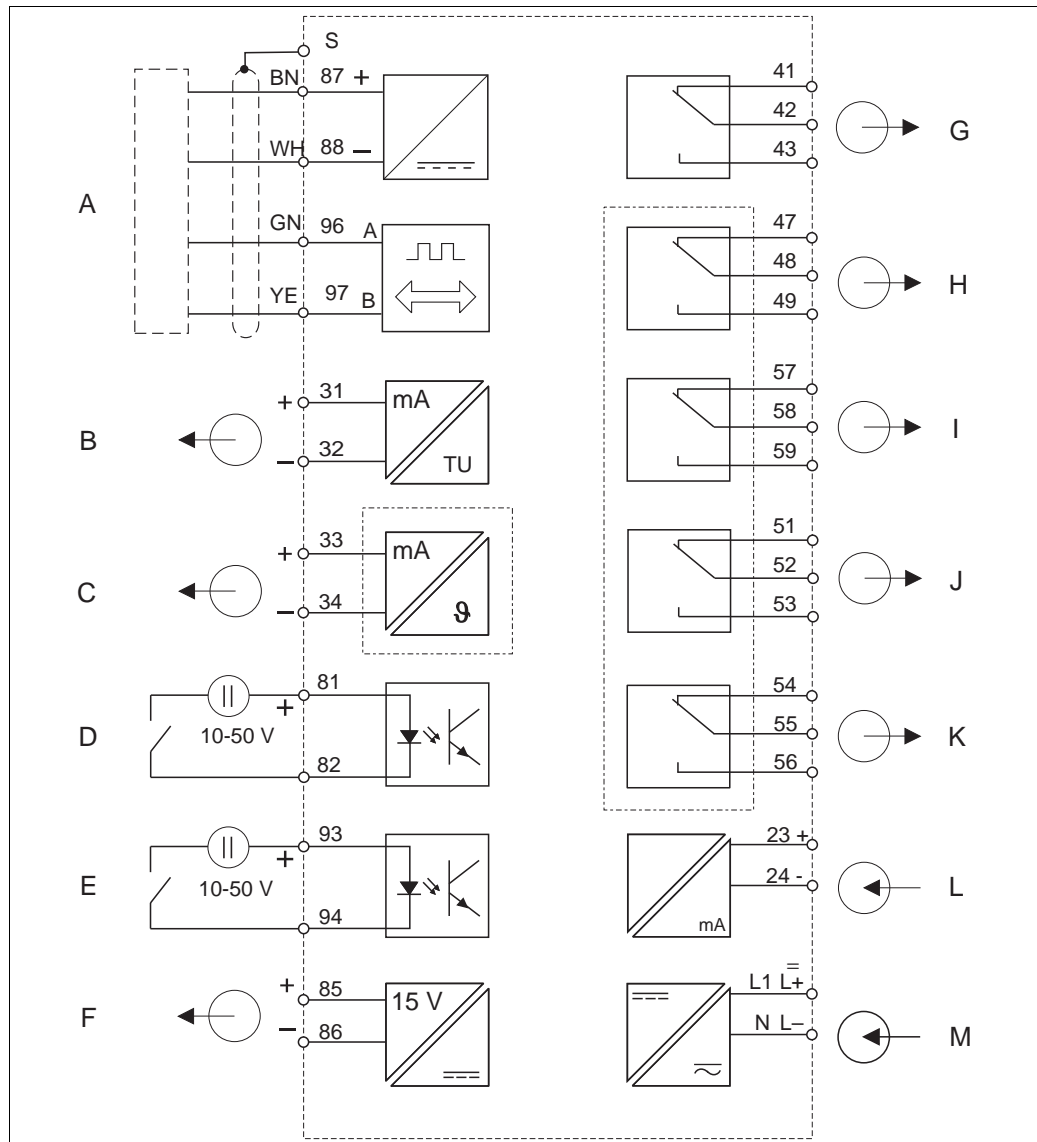 S
BN 87 +
WH 88 –
A
GN 96 A
YE 97 B
B
+ 31 mA
– 32 TU
C
+ 33 mA
– 34 ϑ
D
81
+
10-50 V
82
E
93
+
10-50 V
94
F
+ 85 15 V
– 86
41
42
43
G
47
48
49
H
57
58
59
I
51
52
53
J
54
55
56
K
23 +
24 -
mA
L
L1 L+
N L–
M